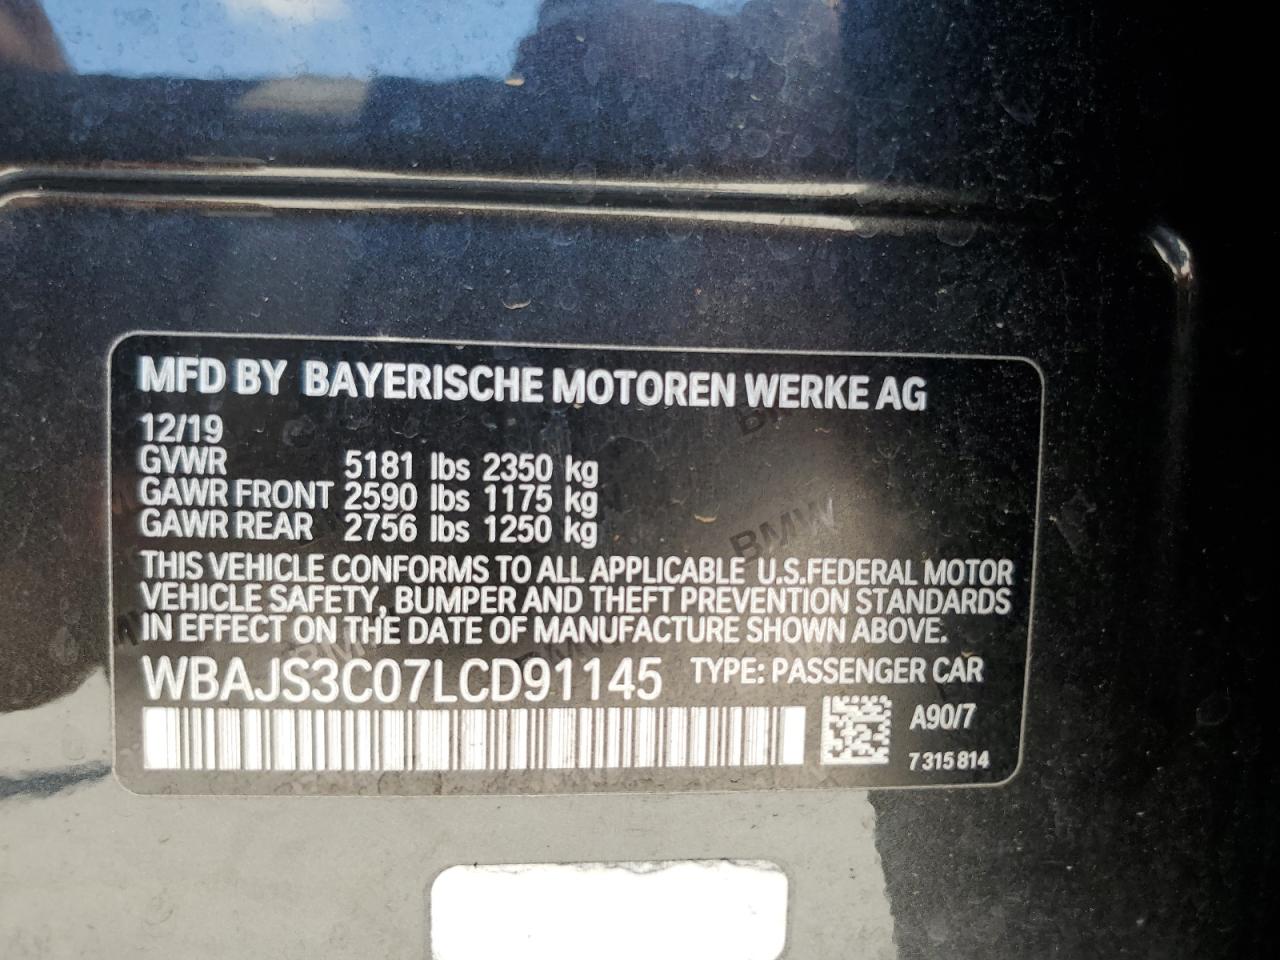 MFD BY BAYERISCHE MOTOREN WERKE AG
12/19
GVWR 5181 lbs 2350 kg
GAWR FRONT 2590 lbs 1175 kg
GAWR REAR 2756 lbs 1250 kg
THIS VEHICLE CONFORMS TO ALL APPLICABLE U.S.FEDERAL MOTOR
VEHICLE SAFETY, BUMPER AND THEFT PREVENTION STANDARDS
IN EFFECT ON THE DATE OF MANUFACTURE SHOWN ABOVE.
WBAJS3C07LCD91145 TYPE: PASSENGER CAR
A90/7
7 315 814
BMW